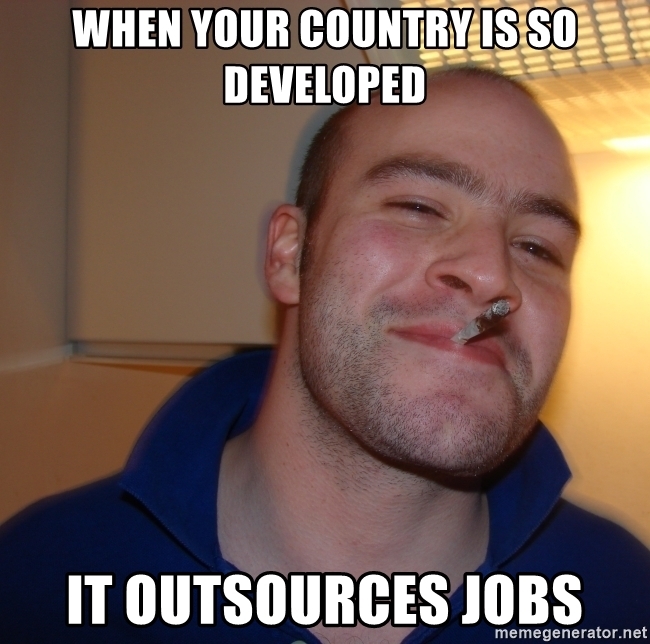 WHEN YOUR COUNTRY IS SO
DEVELOPED
IT OUTSOURCES JOBS
memegenerator.net